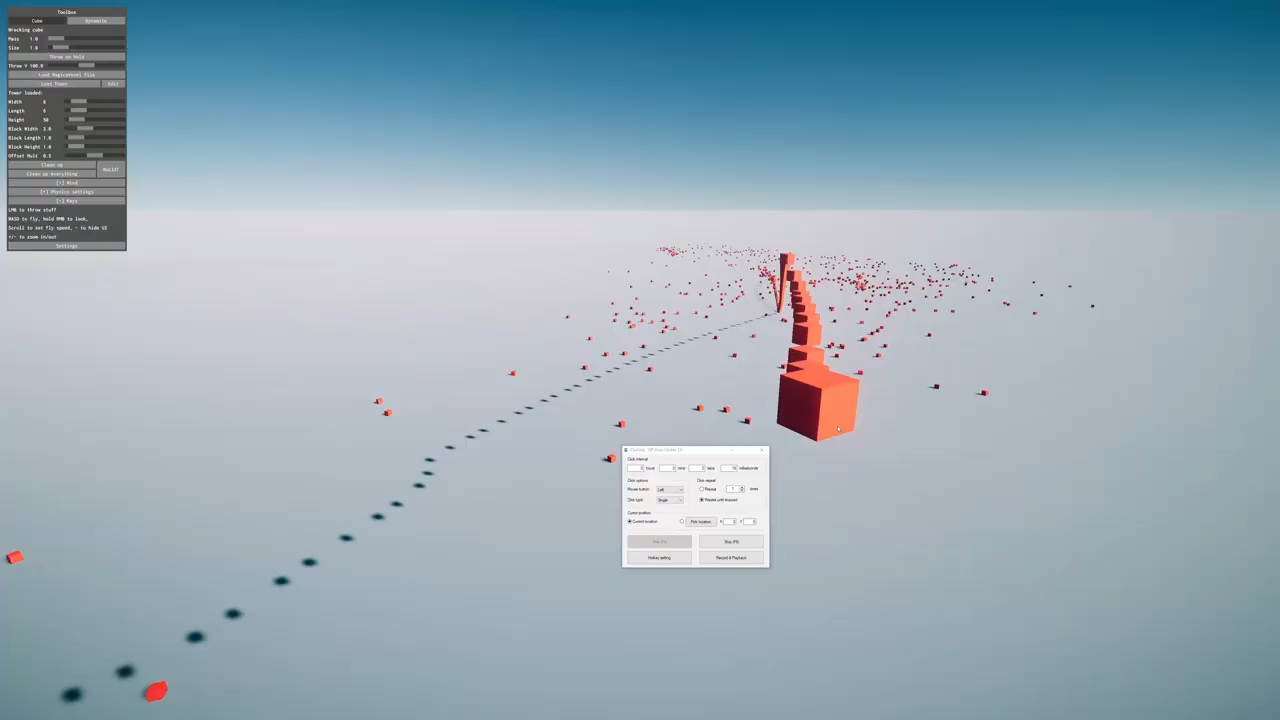 Toolbox
Cube Dynamite
Wrecking cube
Mass 1.0
Size 1.0
Throw on hold
Throw V 100.0
Load MagicaVoxel file
Load Tower Edit
Tower loaded:
Width 6
Length 6
Height 50
Block Width 3.0
Block Length 1.0
Block Height 1.0
Offset Mult 0.5
Clean up
Clean up everything Build!
[+] Wind
[+] Physics settings
[-] Keys
LMB to throw stuff
WASD to fly, hold RMB to look,
Scroll to set fly speed, - to hide UI
+/- to zoom in/out
Settings
Click interval
hours mins secs milliseconds
Click options Click repeat
Mouse button Left Repeat 1 times
Click type Single Repeat until stopped
Cursor position
Current location Pick location X 0 Y 0
Stop (F6)
Hotkey setting Record & Playback